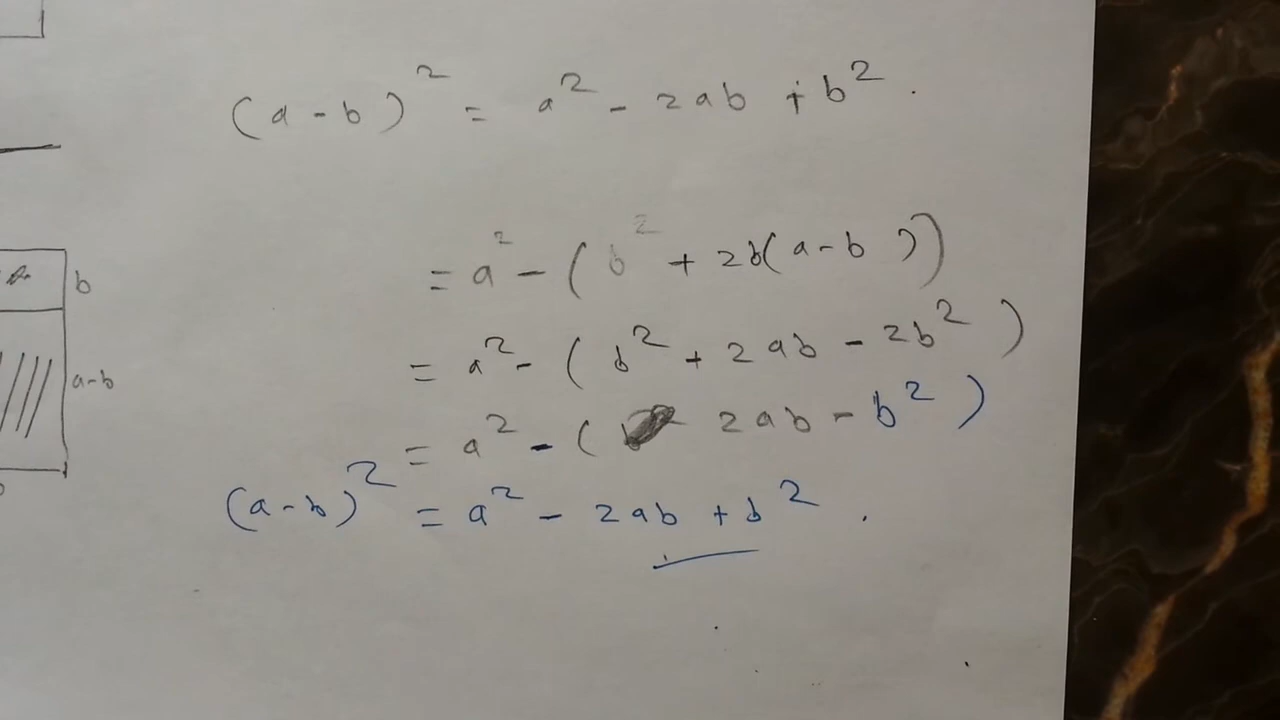 (a-b)² = a² - 2ab + b².
= a² - (b² + 2b(a-b))
b
= a² - (b² + 2ab - 2b²)
a-b
= a² - ( 2ab - b²)
(a-b)² = a² - 2ab + b².